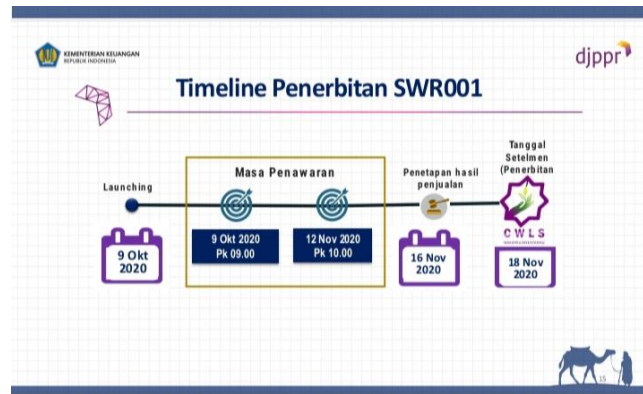 KEMENTERIAN KEUANGAN
REPUBLIK INDONESIA
djppr
Timeline Penerbitan SWR001
Launching
9 Okt
2020
Masa Penawaran
9 Okt 2020
Pk 09.00
12 Nov 2020
Pk 10.00
Penetapan hasil
penjualan
16 Nov
2020
Tanggal
Setelmen
(Penerbitan
CWLS
18 Nov
2020
15